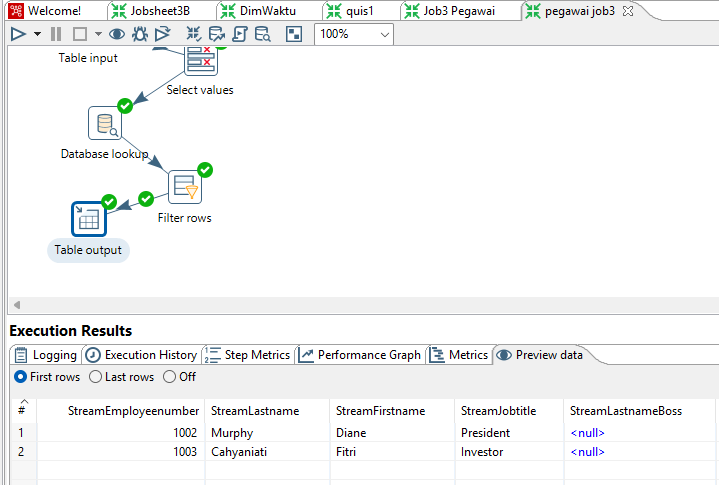 Welcome! Jobsheet3B DimWaktu quis1 Job3 Pegawai pegawai job3
100%
Table input
Select values
Database lookup
Filter rows
Table output
Execution Results
Logging Execution History Step Metrics Performance Graph Metrics Preview data
First rows Last rows Off
# StreamEmployeenumber StreamLastname StreamFirstname StreamJobtitle StreamLastnameBoss
1 1002 Murphy Diane President <null>
2 1003 Cahyaniati Fitri Investor <null>